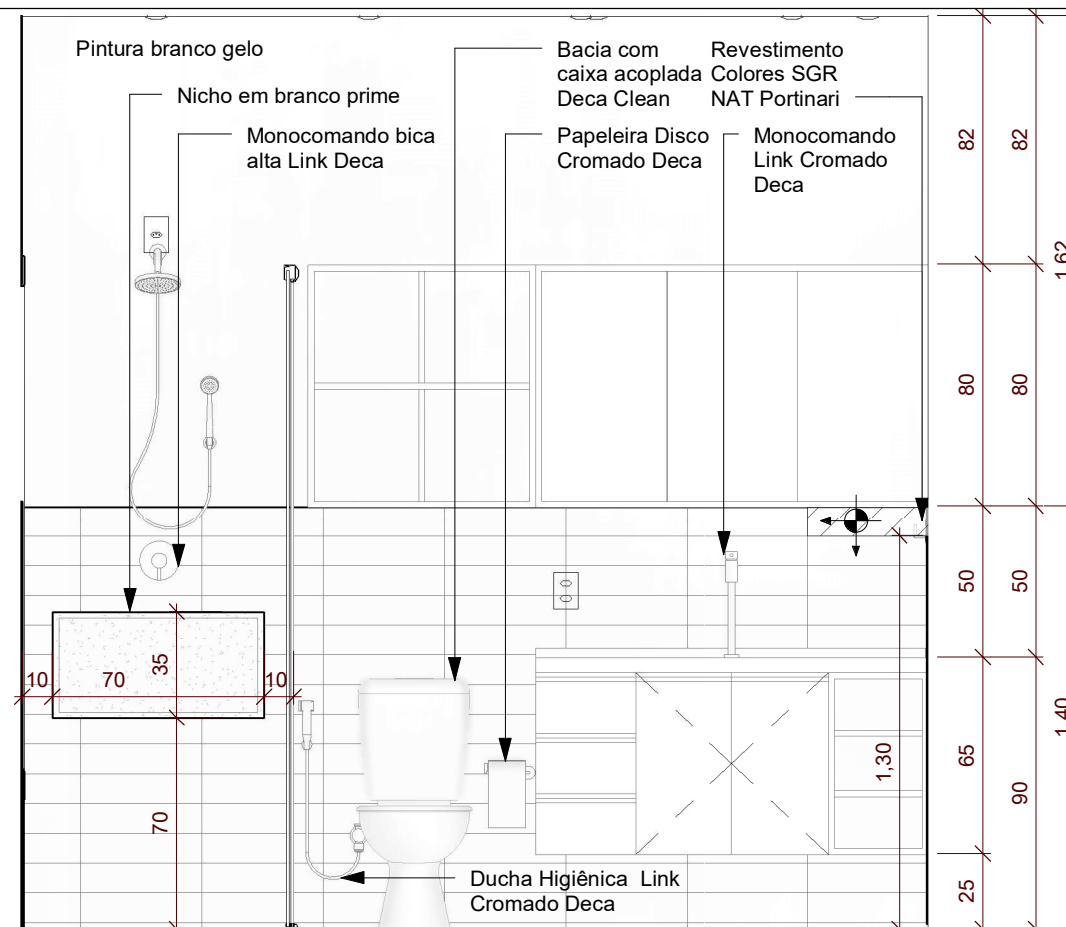 Pintura branco gelo
Nicho em branco prime
Monocomando bica
alta Link Deca
Bacia com
caixa acoplada
Deca Clean
Papeleira Disco
Cromado Deca
Revestimento
Colores SGR
NAT Portinari
Monocomando
Link Cromado
Deca
82
82
1,62
80
80
50
50
10
70
35
10
1,40
1,30
65
90
70
25
Ducha Higiênica Link
Cromado Deca